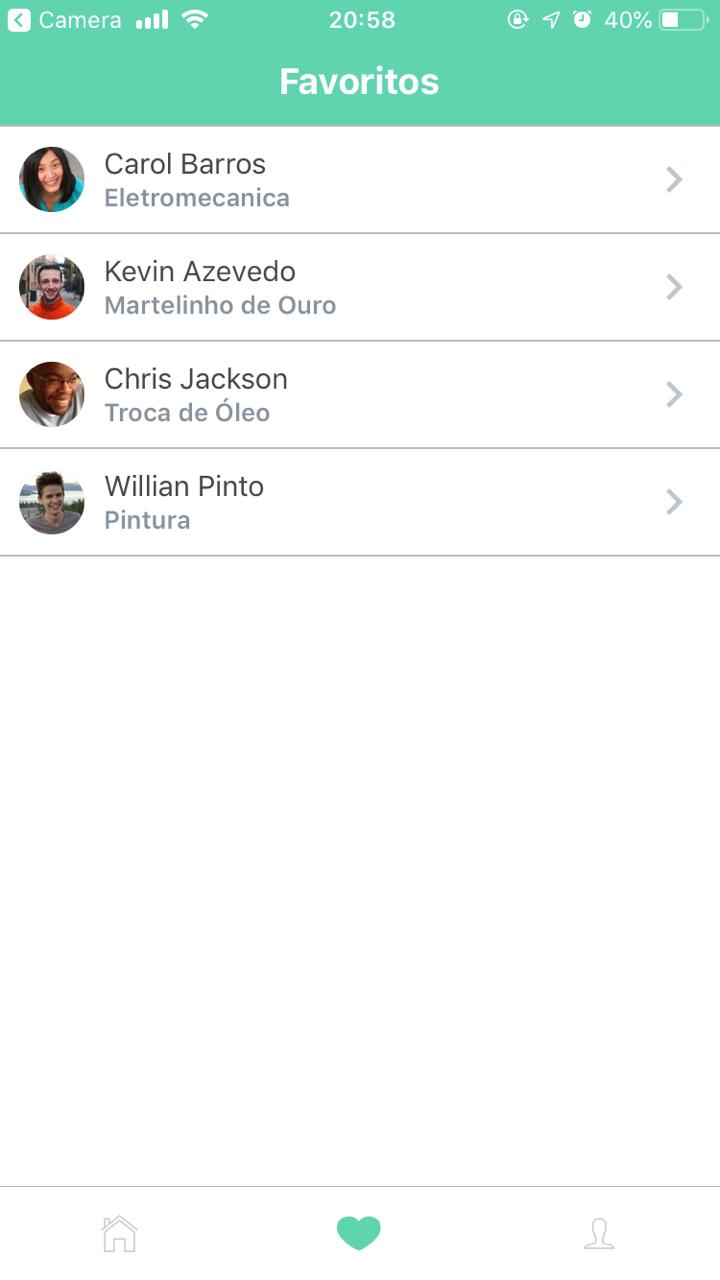 Camera 20:58 40%
Favoritos
Carol Barros
Eletromecanica
Kevin Azevedo
Martelinho de Ouro
Chris Jackson
Troca de Óleo
Willian Pinto
Pintura